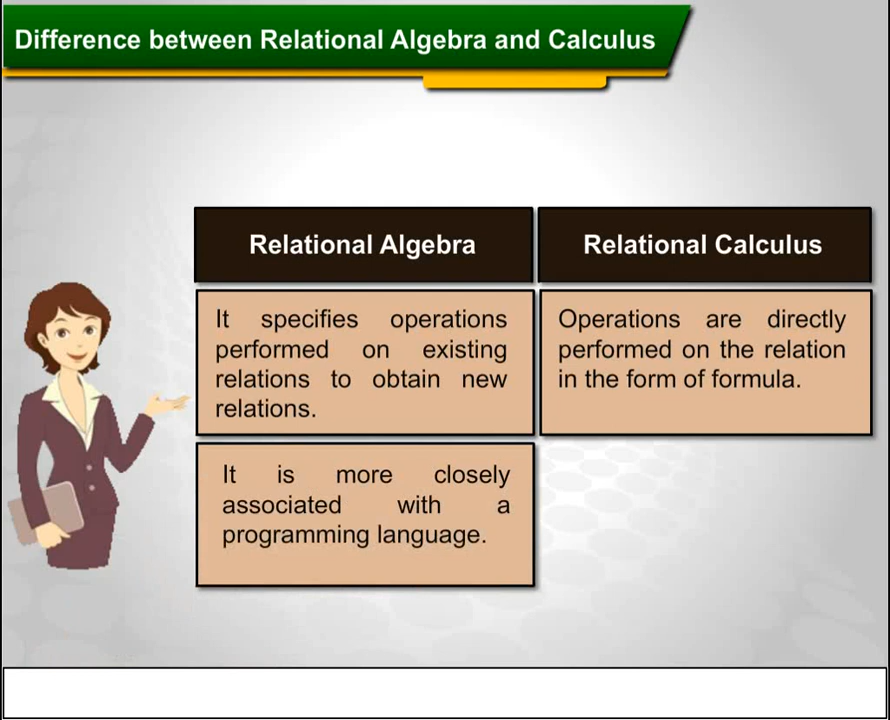 Difference between Relational Algebra and Calculus
Relational Algebra
Relational Calculus
It specifies operations
performed on existing
relations to obtain new
relations.
Operations are directly
performed on the relation
in the form of formula.
It is more closely
associated with a
programming language.